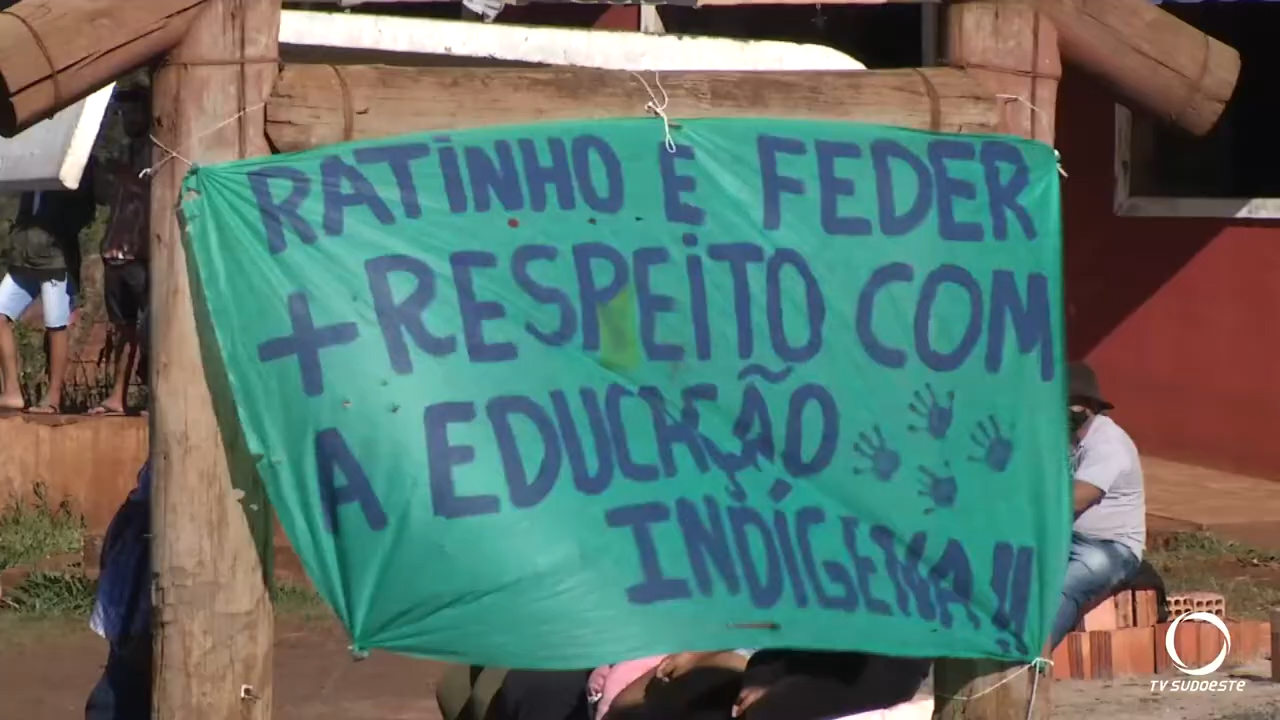 RATINHO E FEDER
+ RESPEITO COM
A EDUCAÇÃO
INDÍGENA!!
TV SUDOESTE